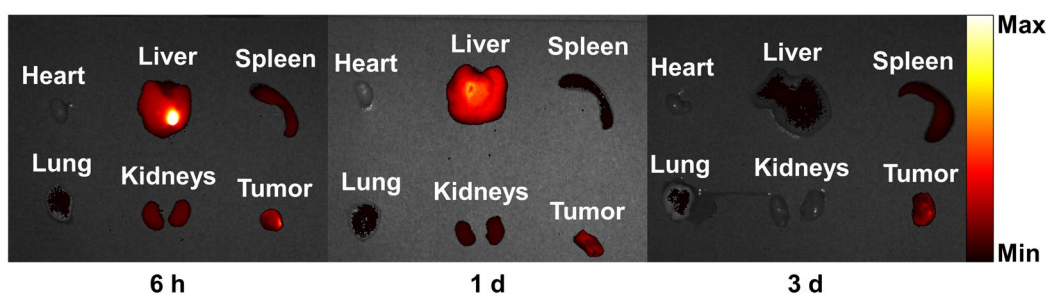 Heart
Liver
Spleen
Lung
Kidneys
Tumor
6 h
Heart
Liver
Spleen
Lung
Kidneys
Tumor
1 d
Heart
Liver
Spleen
Lung
Kidneys
Tumor
3 d
Max
Min